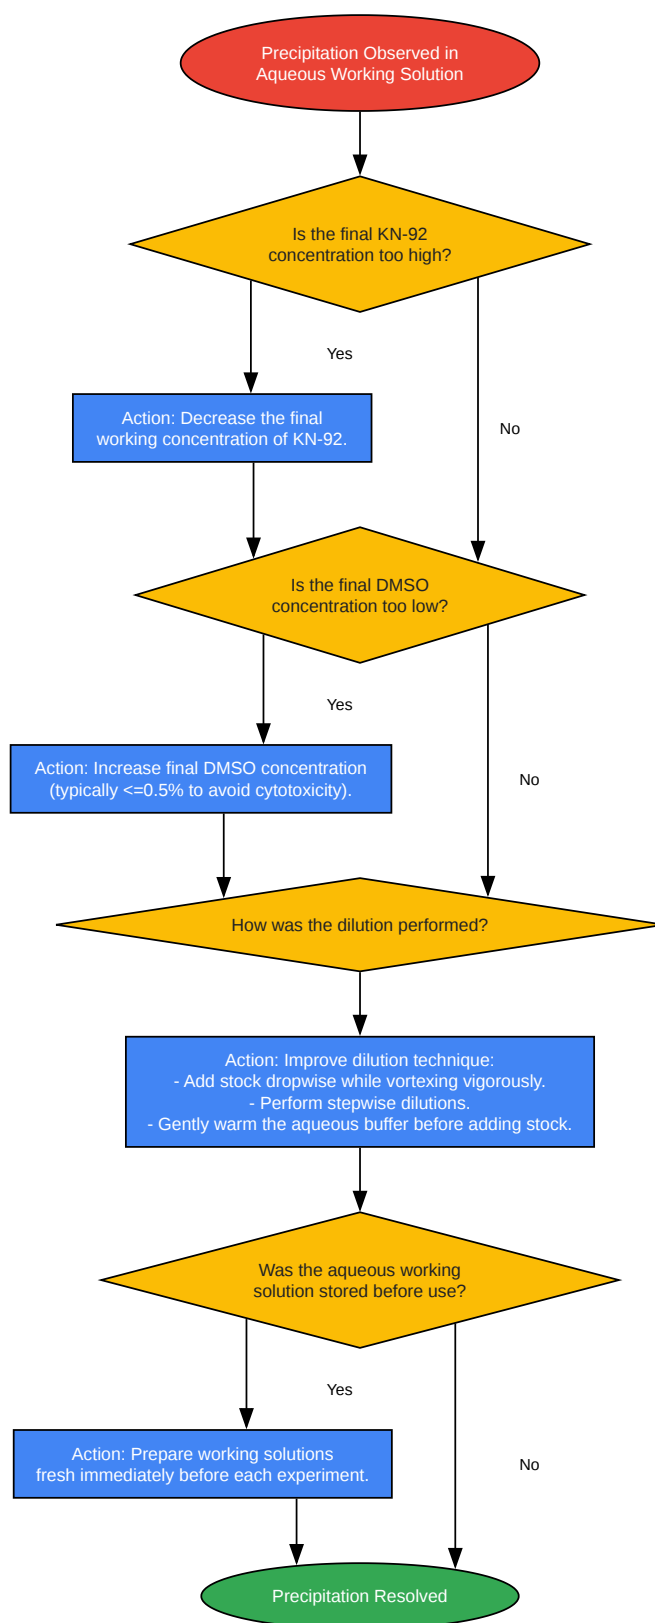 Precipitation Observed in
Aqueous Working Solution
Is the final KN-92
concentration too high?
Yes
Action: Decrease the final
working concentration of KN-92.
No
Is the final DMSO
concentration too low?
Yes
Action: Increase final DMSO concentration
(typically <=0.5% to avoid cytotoxicity).
No
How was the dilution performed?
Action: Improve dilution technique:
- Add stock dropwise while vortexing vigorously.
- Perform stepwise dilutions.
- Gently warm the aqueous buffer before adding stock.
Was the aqueous working
solution stored before use?
Yes
Action: Prepare working solutions
fresh immediately before each experiment.
No
Precipitation Resolved